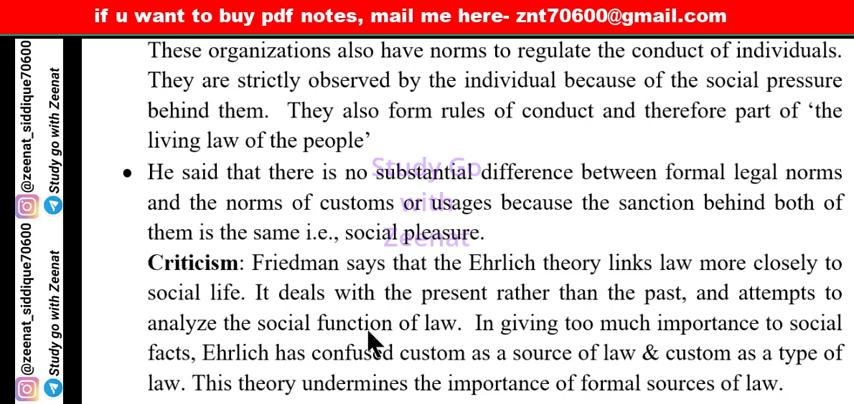 if u want to buy pdf notes, mail me here- znt70600@gmail.com
These organizations also have norms to regulate the conduct of individuals.
They are strictly observed by the individual because of the social pressure
behind them. They also form rules of conduct and therefore part of ‘the
living law of the people’
• He said that there is no substantial difference between formal legal norms
and the norms of customs or usages because the sanction behind both of
them is the same i.e., social pleasure.
Criticism: Friedman says that the Ehrlich theory links law more closely to
social life. It deals with the present rather than the past, and attempts to
analyze the social function of law. In giving too much importance to social
facts, Ehrlich has confused custom as a source of law & custom as a type of
law. This theory undermines the importance of formal sources of law.
Study Go
with
Zeenat
@zeenat_siddique70600
Study go with Zeenat
@zeenat_siddique70600
Study go with Zeenat